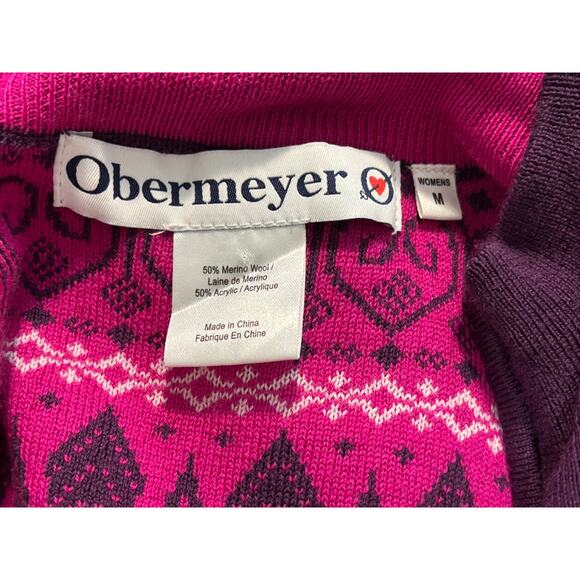 Obermeyer
WOMENS
M
50% Merino Wool /
Laine de Merino
50% Acrylic / Acrylique
Made in China
Fabrique En Chine